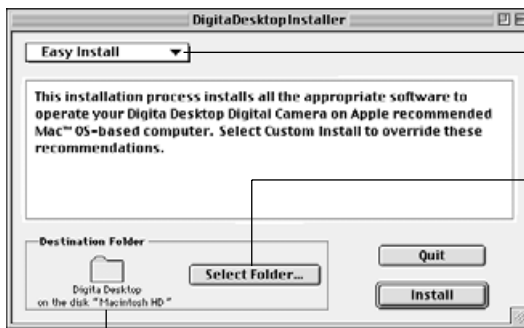 DigitaDesktopInstaller
Easy Install
This installation process installs all the appropriate software to
operate your Digita Desktop Digital Camera on Apple recommended
Mac™ OS-based computer. Select Custom Install to override these
recommendations.
Destination Folder
Digita Desktop
on the disk "Macintosh HD"
Select Folder...
Quit
Install